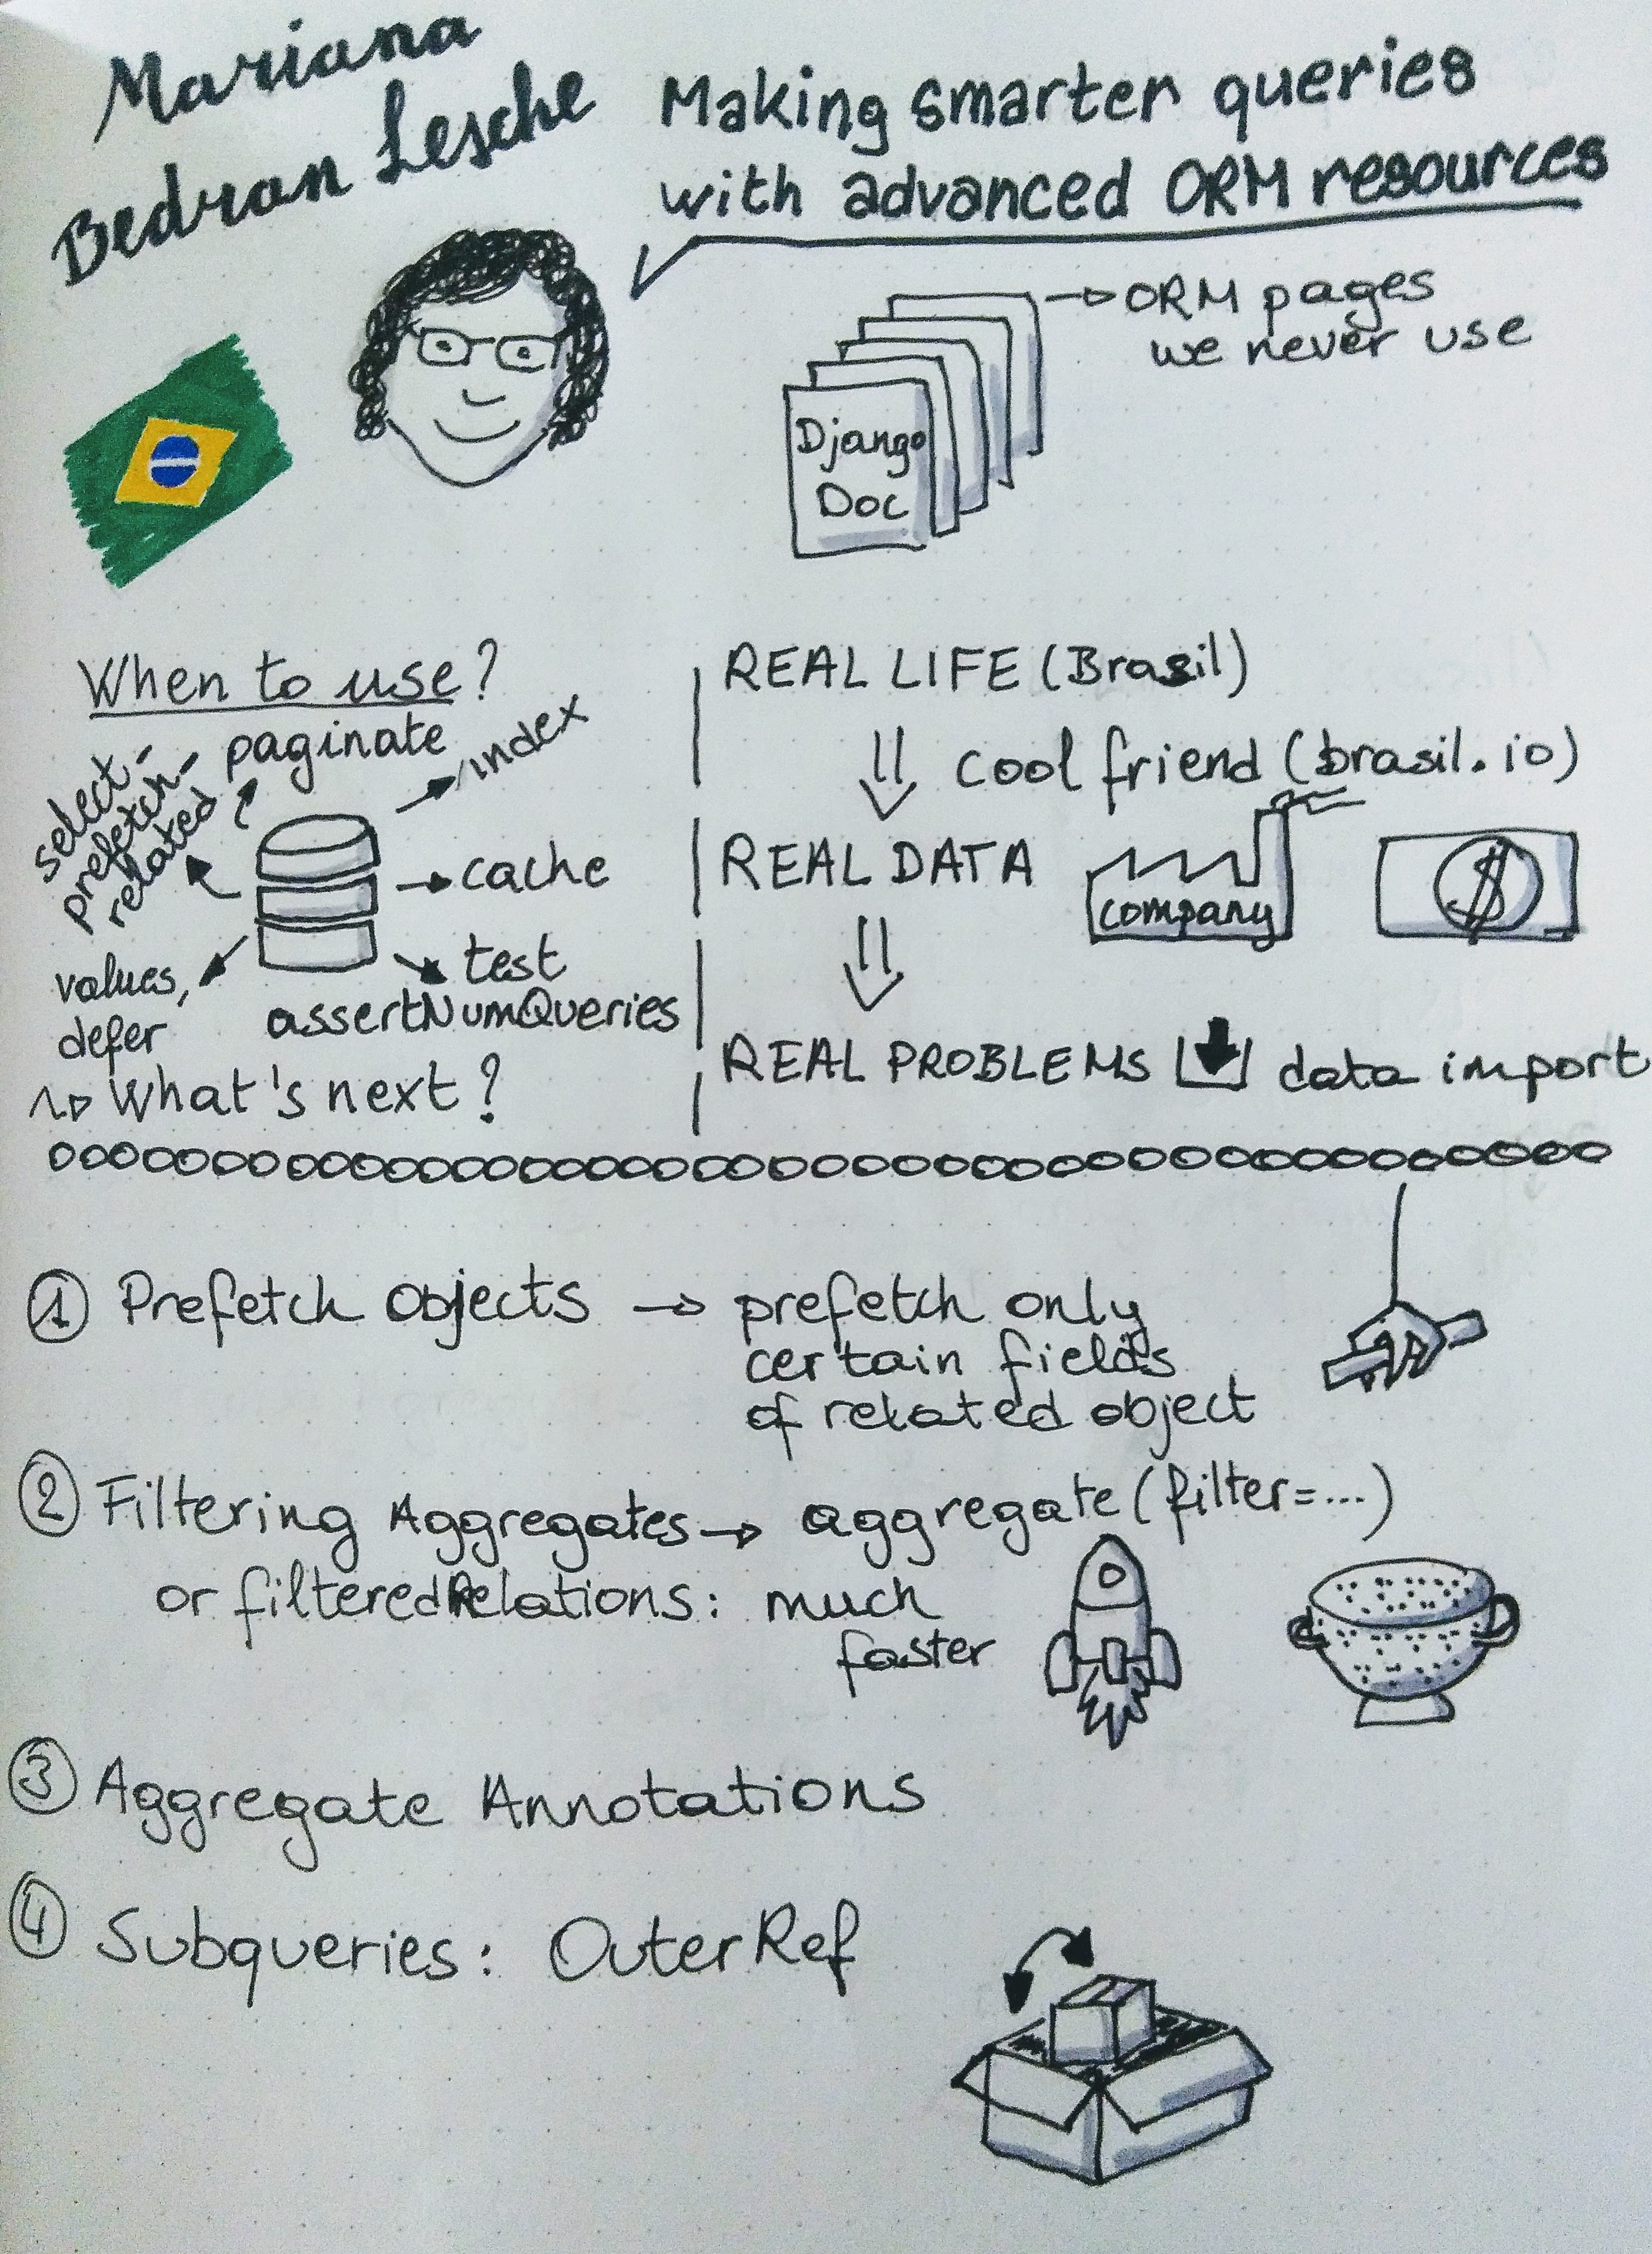 Mariana
Bedran Lesche
Making smarter queries
with advanced ORM resources
ORM pages
we never use
Django
Doc
When to use?
select-
prefetch-
related
paginate
index
cache
test
assertNumQueries
values,
defer
What's next?
REAL LIFE (Brasil)
cool friend (brasil.io)
REAL DATA
company
$
REAL PROBLEMS
data import
1 Prefetch Objects → prefetch only
certain fields
of related object
2 Filtering Aggregates → aggregate (filter=...)
or filteredRelations: much
faster
3 Aggregate Annotations
4 Subqueries: OuterRef